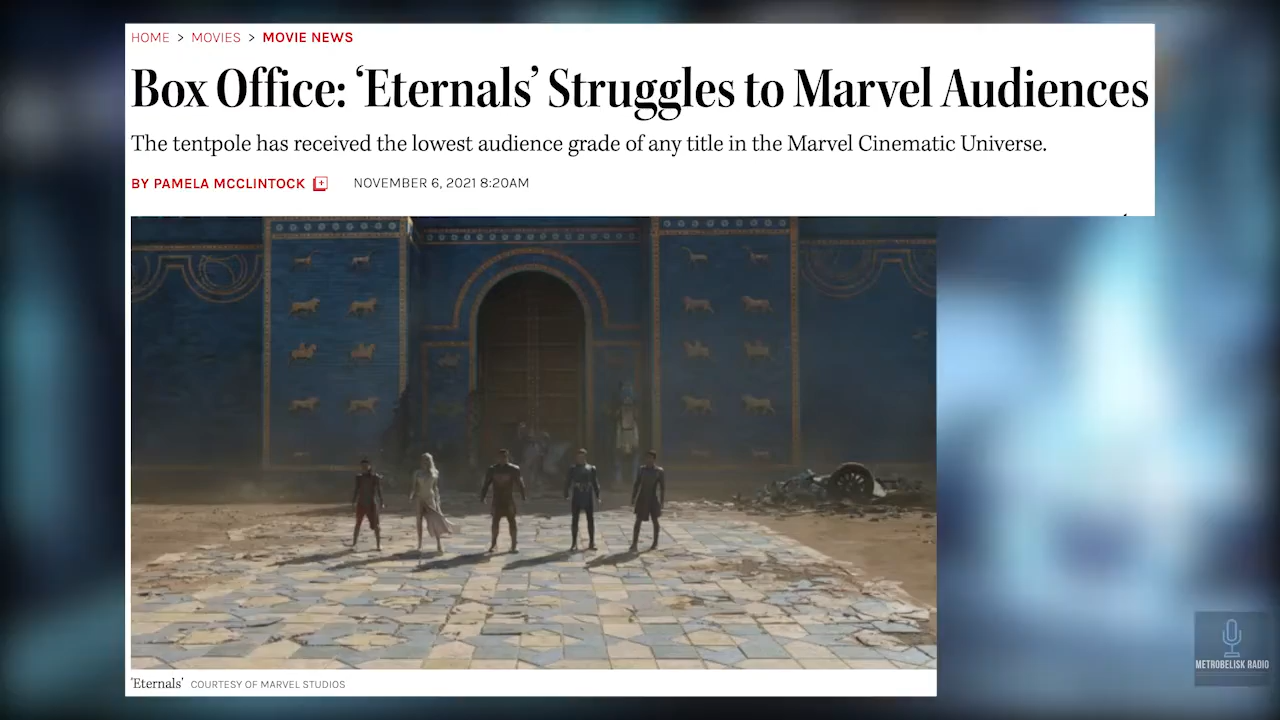 HOME > MOVIES > MOVIE NEWS
Box Office: ‘Eternals’ Struggles to Marvel Audiences
The tentpole has received the lowest audience grade of any title in the Marvel Cinematic Universe.
BY PAMELA MCCLINTOCK NOVEMBER 6, 2021 8:20AM
'Eternals' COURTESY OF MARVEL STUDIOS
METROBELISK RADIO